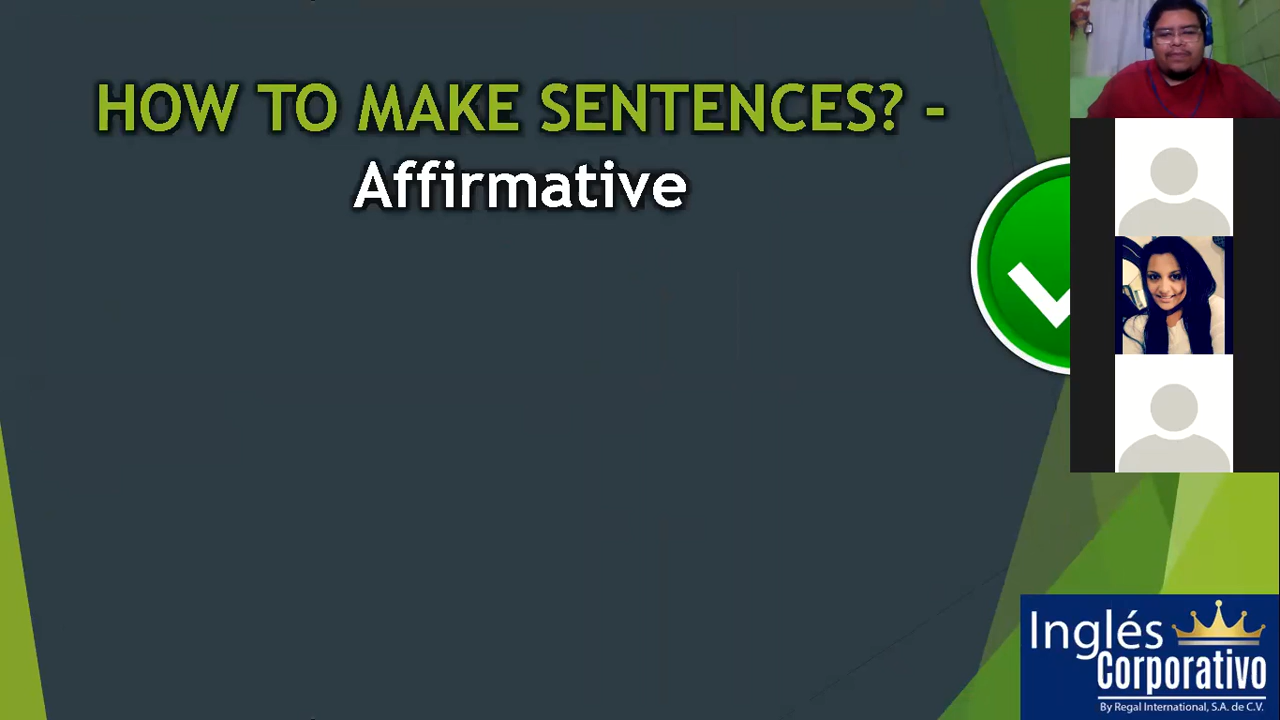 HOW TO MAKE SENTENCES? -
Affirmative
Inglés
Corporativo
By Regal International, S.A. de C.V.